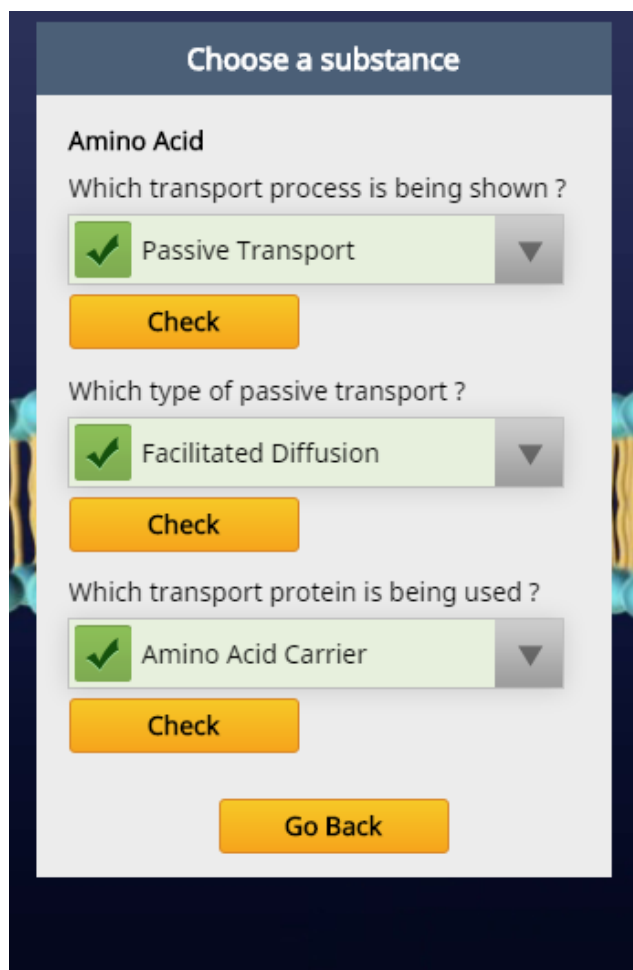 Choose a substance
Amino Acid
Which transport process is being shown ?
Passive Transport
Check
Which type of passive transport ?
Facilitated Diffusion
Check
Which transport protein is being used ?
Amino Acid Carrier
Check
Go Back